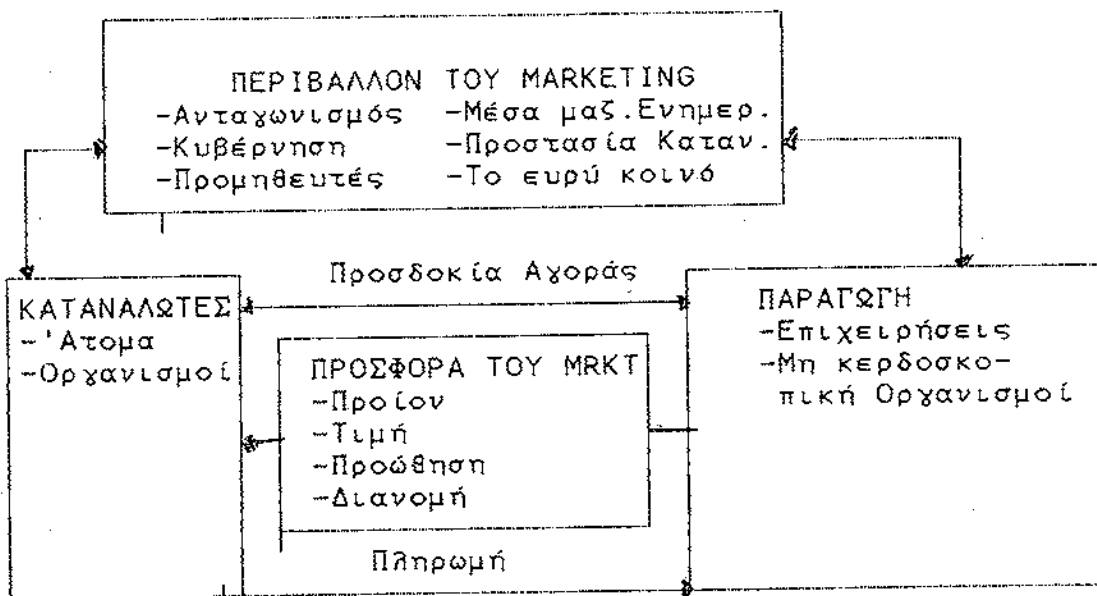 ΠΕΡΙΒΑΛΛΟΝ ΤΟΥ MARKETING
-Ανταγωνισμός -Μέσα μαζ.Ενημερ.
-Κυβέρνηση -Προστασία Καταν.
-Προμηθευτές -Το ευρύ κοινό
Προσδοκία Αγοράς
ΚΑΤΑΝΑΛΩΤΕΣ
-'Ατομα
-Οργανισμοί
ΠΡΟΣΦΟΡΑ ΤΟΥ MRKT
-Προίον
-Τιμή
-Προώθηση
-Διανομή
ΠΑΡΑΓΩΓΗ
-Επιχειρήσεις
-Μη κερδοσκο-
πική Οργανισμοί
Πληρωμή